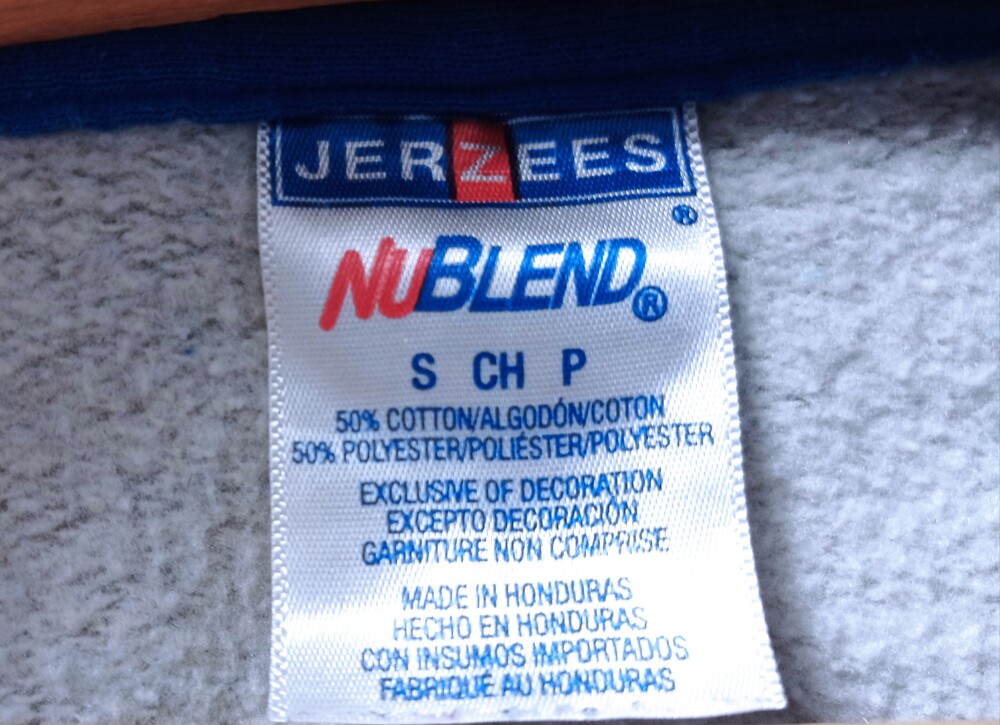 JERZEES
®
NUBLEND®
S CH P
50% COTTON/ALGODÓN/COTON
50% POLYESTER/POLIÉSTER/POLYESTER
EXCLUSIVE OF DECORATION
EXCEPTO DECORACIÓN
GARNITURE NON COMPRISE
MADE IN HONDURAS
HECHO EN HONDURAS
CON INSUMOS IMPORTADOS
FABRIQUÉ AU HONDURAS